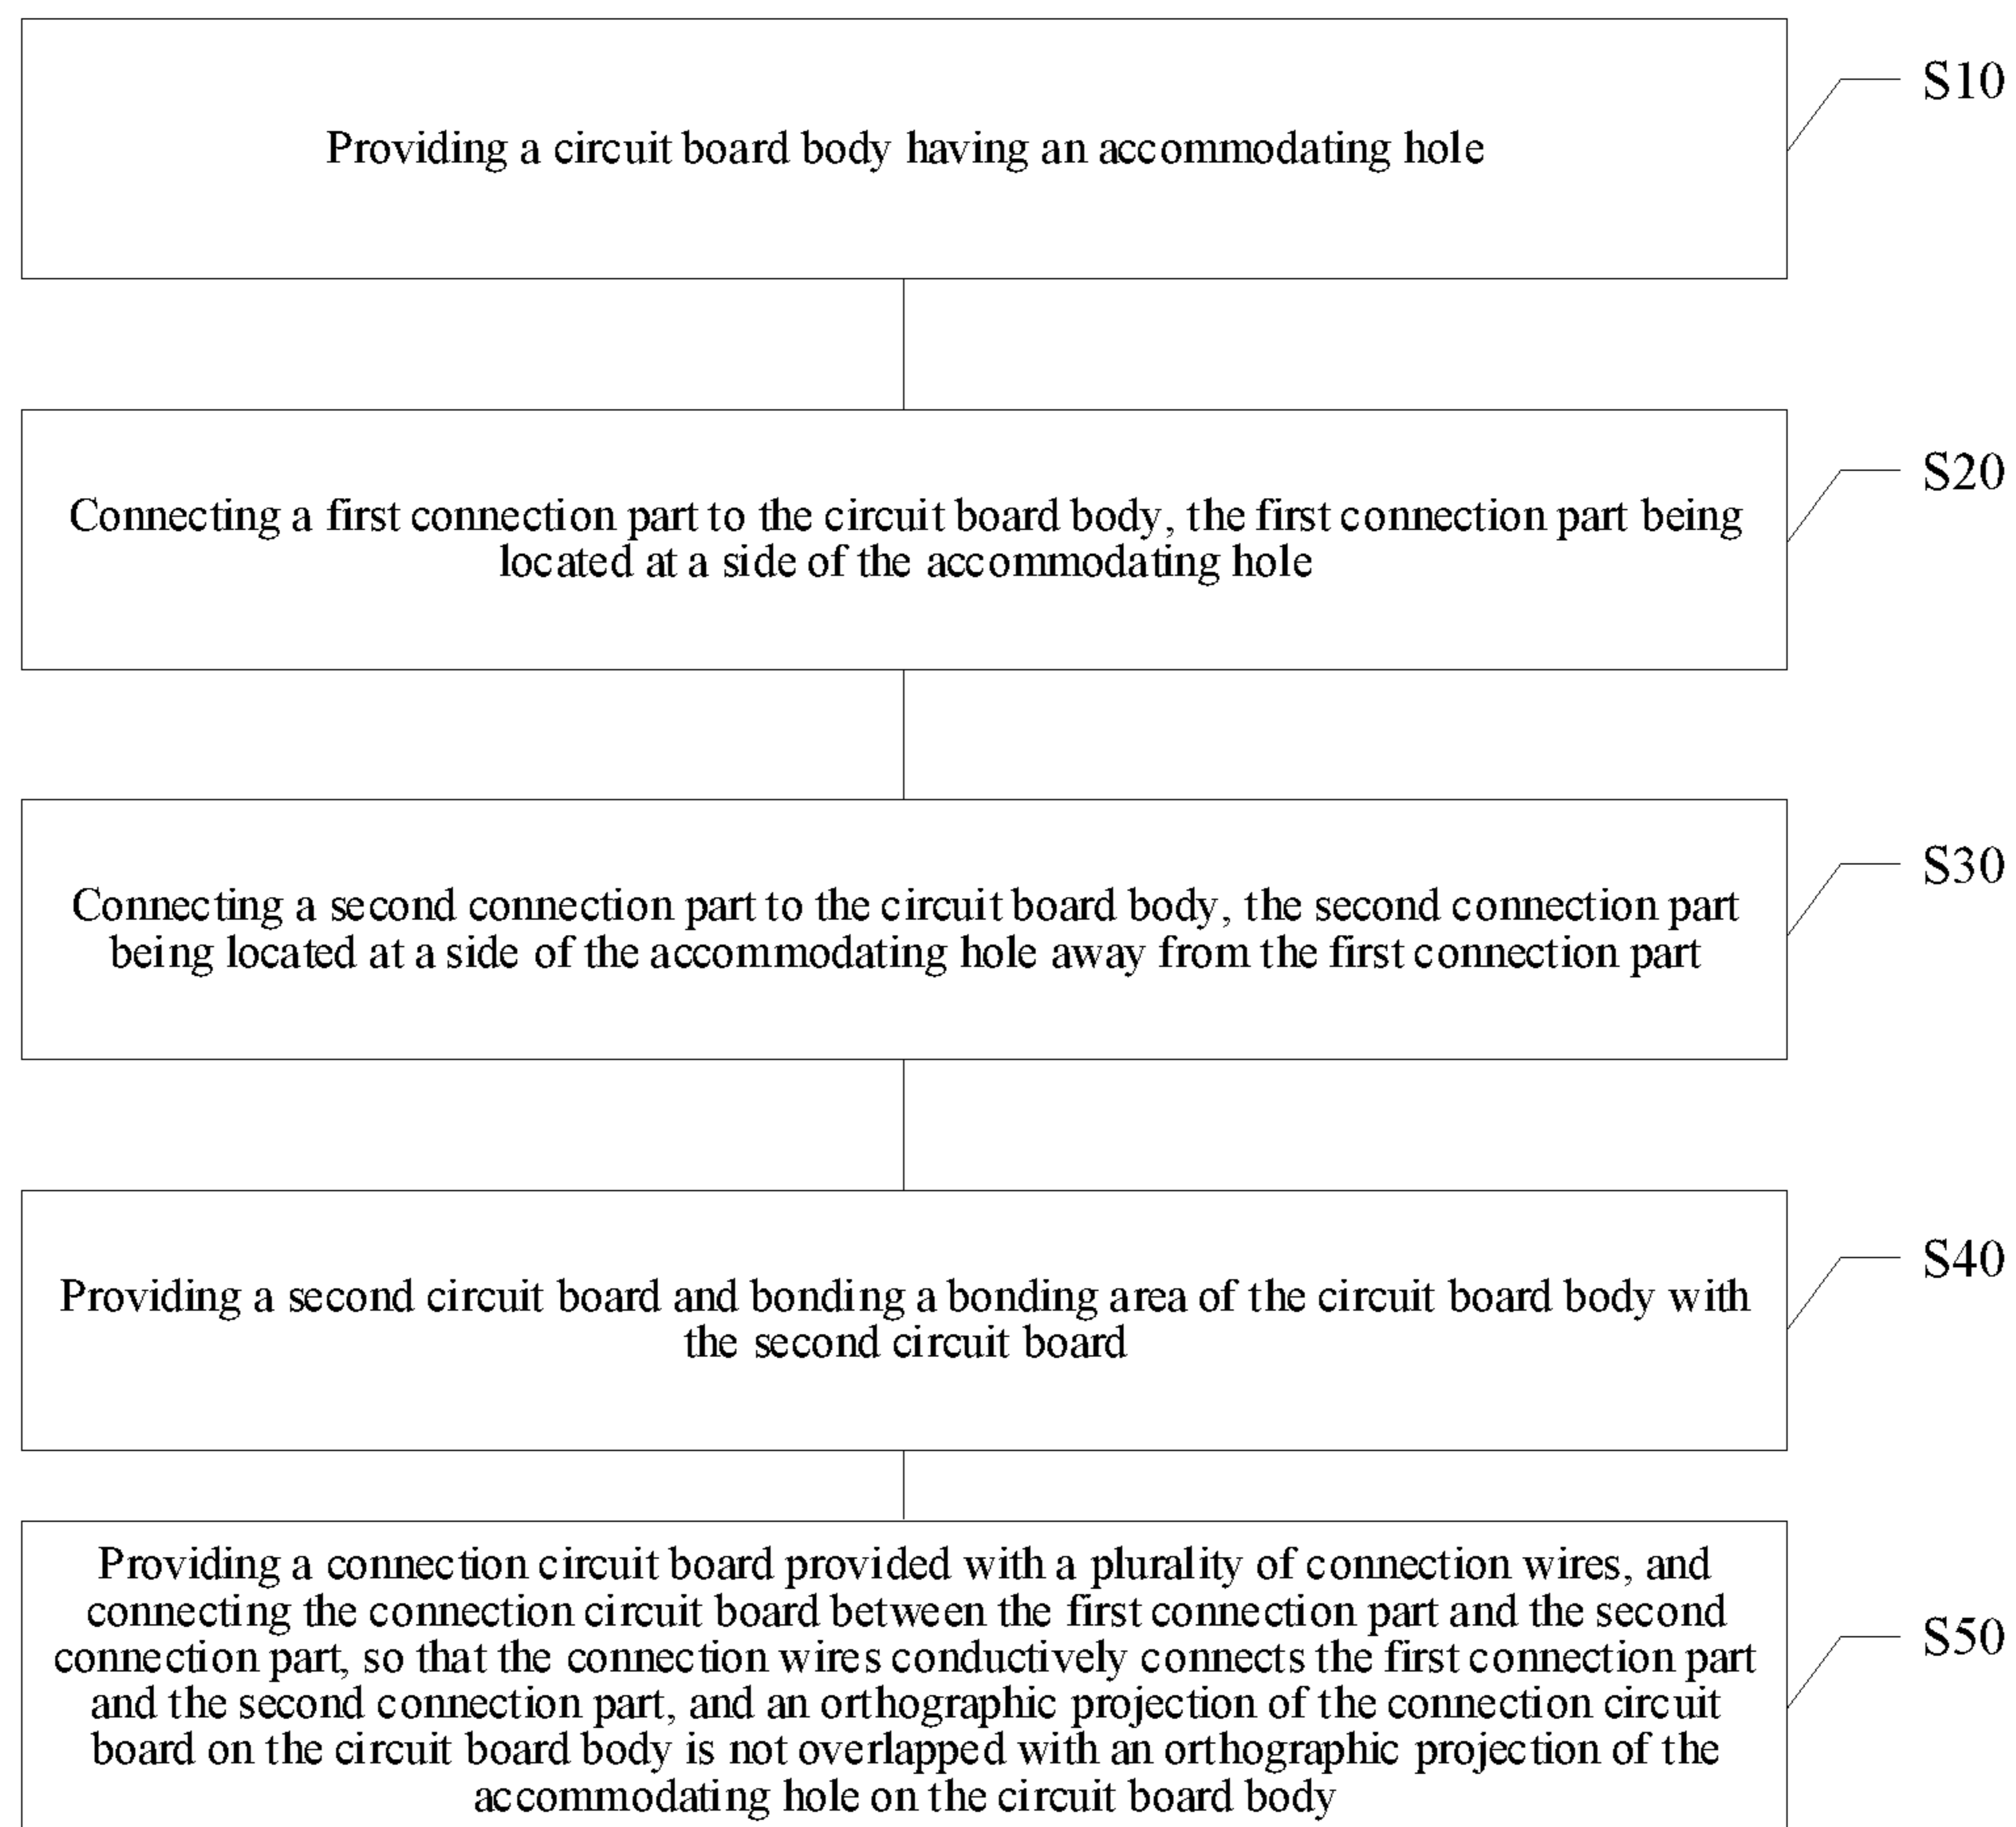 Providing a circuit board body having an accommodating hole
S10
Connecting a first connection part to the circuit board body, the first connection part being
located at a side of the accommodating hole
S20
Connecting a second connection part to the circuit board body, the second connection part
being located at a side of the accommodating hole away from the first connection part
S30
Providing a second circuit board and bonding a bonding area of the circuit board body with
the second circuit board
S40
Providing a connection circuit board provided with a plurality of connection wires, and
connecting the connection circuit board between the first connection part and the second
connection part, so that the connection wires conductively connects the first connection part
and the second connection part, and an orthographic projection of the connection circuit
board on the circuit board body is not overlapped with an orthographic projection of the
accommodating hole on the circuit board body
S50